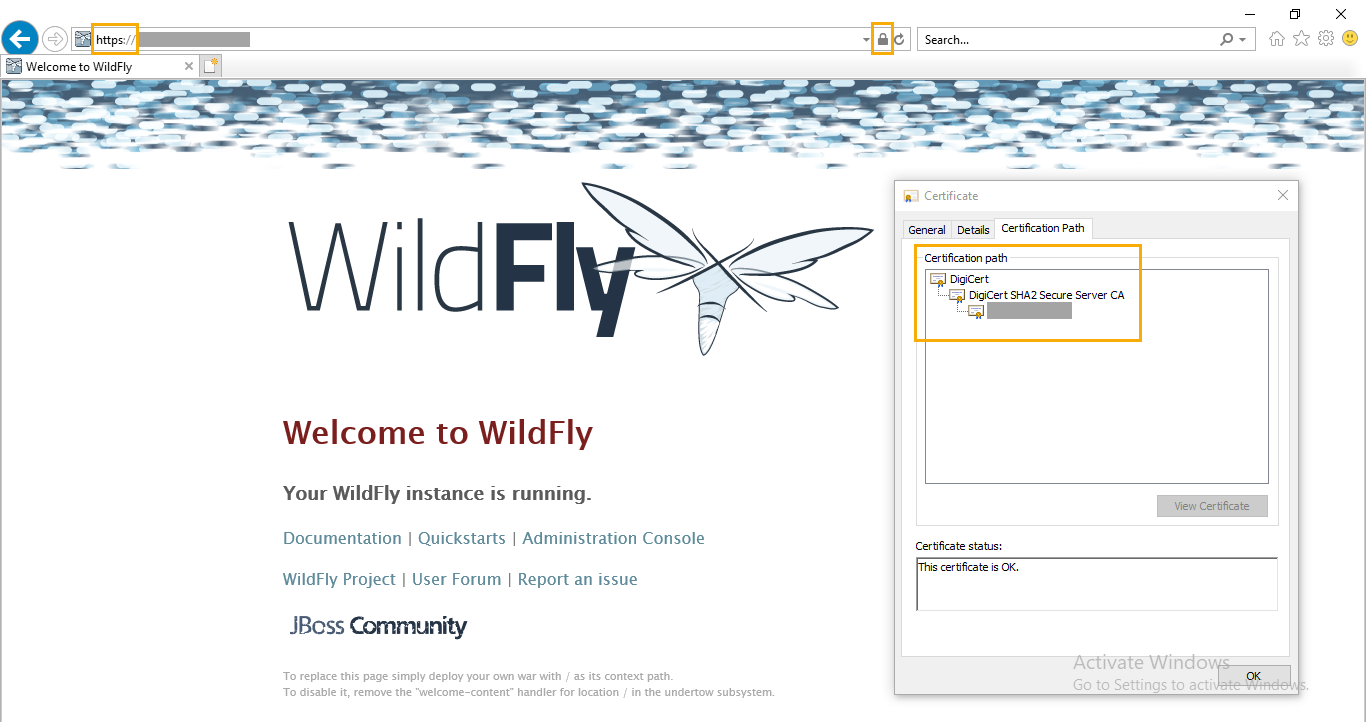 https://
Search...
Welcome to WildFly
WildFly
Certificate
General
Details
Certification Path
Certification path
DigiCert
DigiCert SHA2 Secure Server CA
View Certificate
Certificate status:
This certificate is OK.
OK
Welcome to WildFly
Your WildFly instance is running.
Documentation | Quickstarts | Administration Console
WildFly Project | User Forum | Report an issue
JBoss Community
To replace this page simply deploy your own war with / as its context path.
To disable it, remove the "welcome-content" handler for location / in the undertow subsystem.
Activate Windows
Go to Settings to activate Windows.